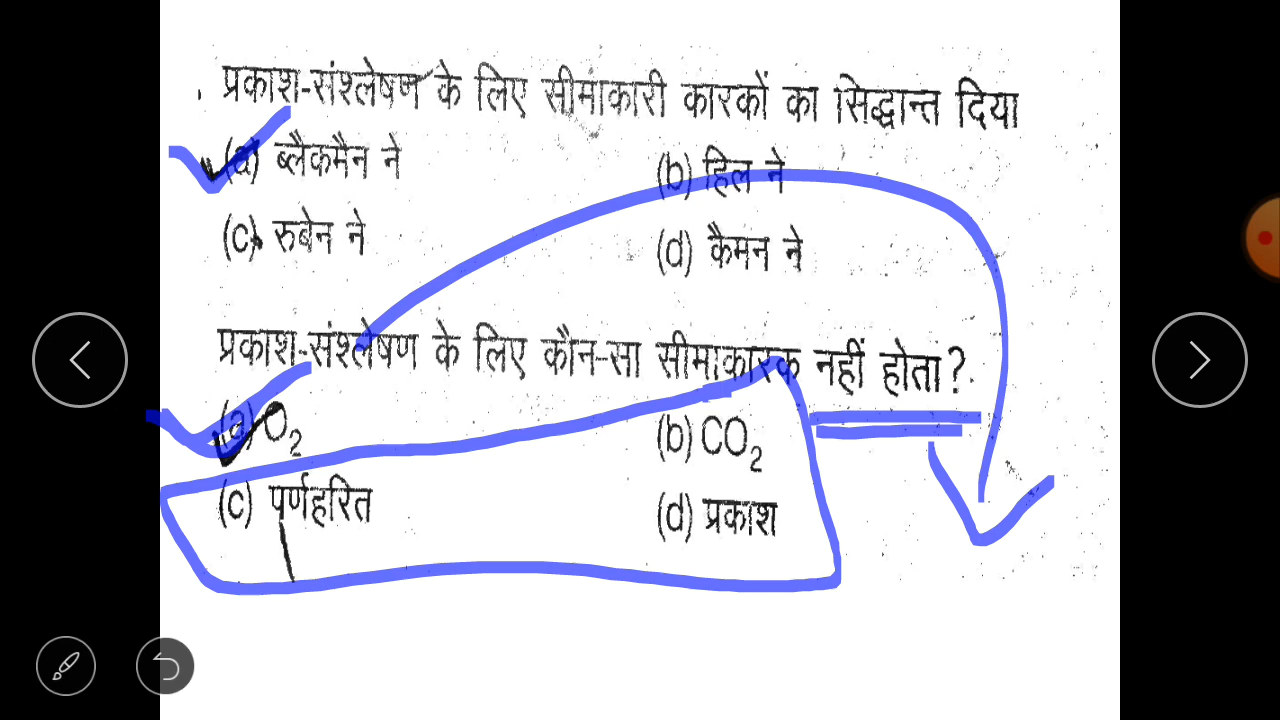 प्रकाश-संश्लेषण के लिए सीमाकारी कारकों का सिद्धान्त दिया
(a) ब्लैकमैन ने (b) हिल ने
(c) रुबेन ने (d) कैमन ने
प्रकाश-संश्लेषण के लिए कौन-सा सीमाकारक नहीं होता?
(a) O₂ (b) CO₂
(c) पर्णहरित (d) प्रकाश